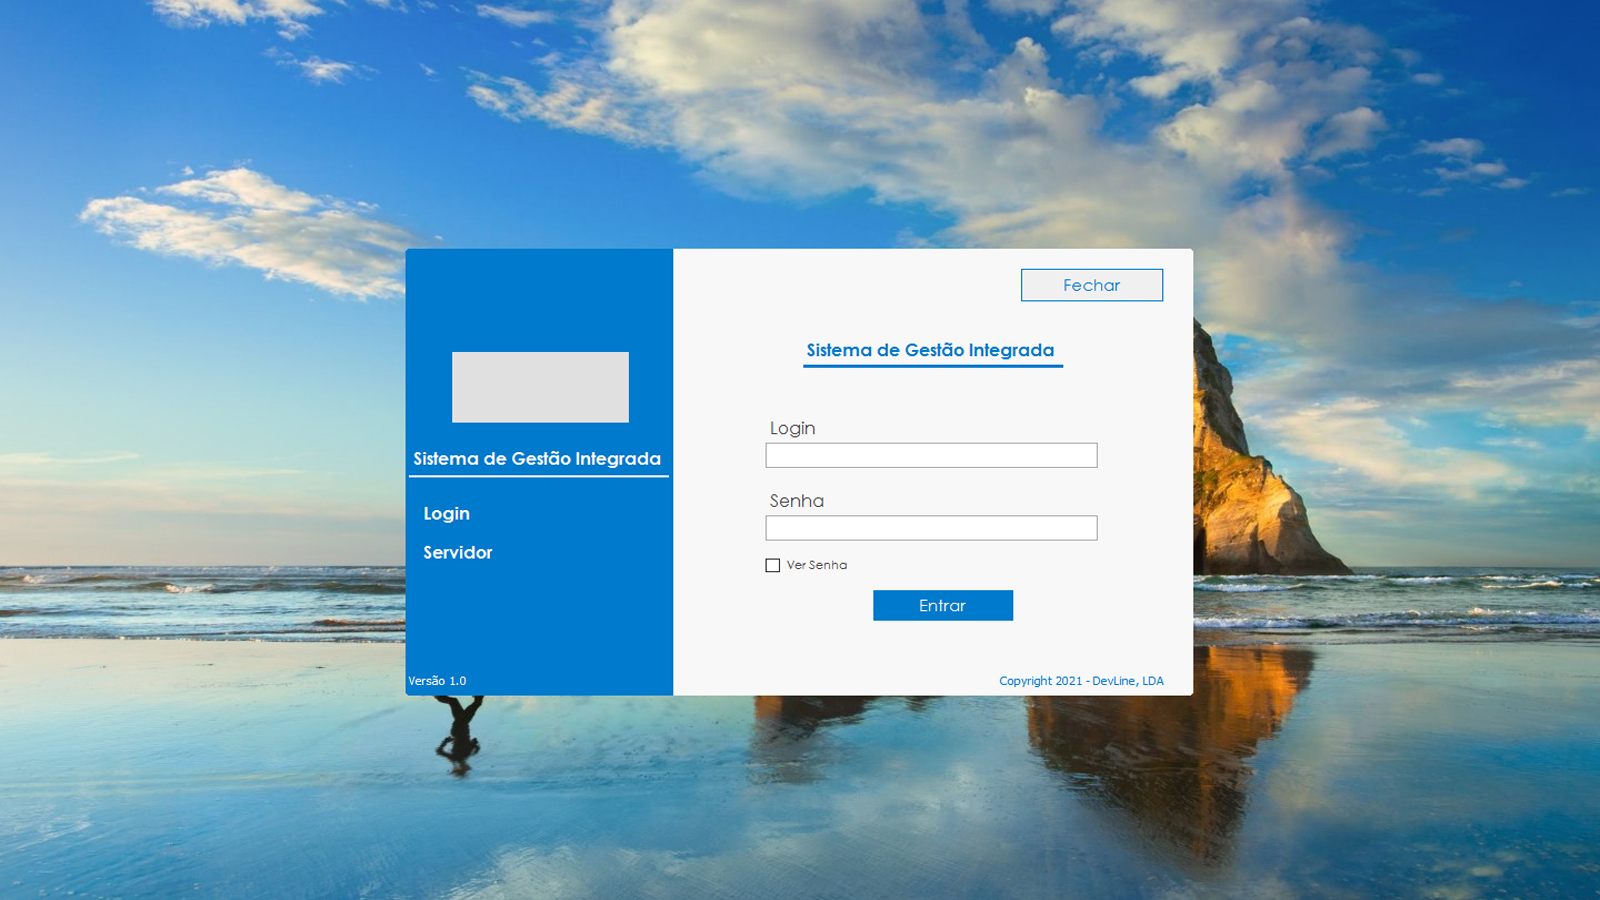 Sistema de Gestão Integrada
Login
Servidor
Versão 1.0
Fechar
Sistema de Gestão Integrada
Login
Senha
Ver Senha
Entrar
Copyright 2021 - DevLine, LDA